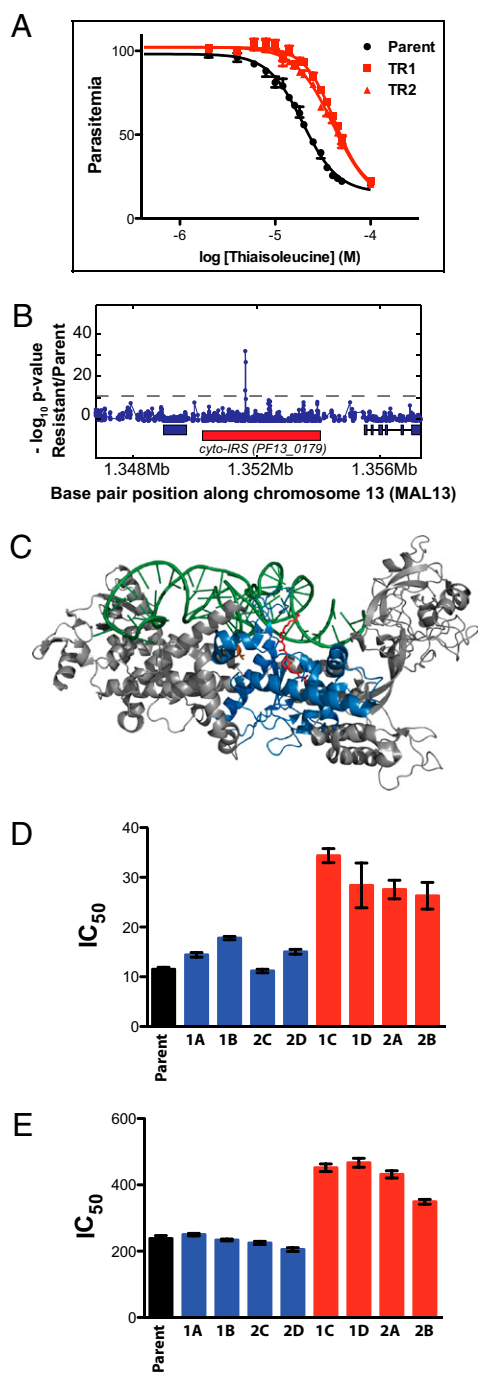 A
Parasitemia
100
50
0
Parent
TR1
TR2
-6
-5
-4
log [Thiaisoleucine] (M)
B
- log10 p-value
Resistant/Parent
40
20
0
cyto-IRS (PF13_0179)
1.348Mb
1.352Mb
1.356Mb
Base pair position along chromosome 13 (MAL13)
C
D
IC50
40
30
20
10
0
Parent
1A
1B
2C
2D
1C
1D
2A
2B
E
IC50
600
400
200
0
Parent
1A
1B
2C
2D
1C
1D
2A
2B